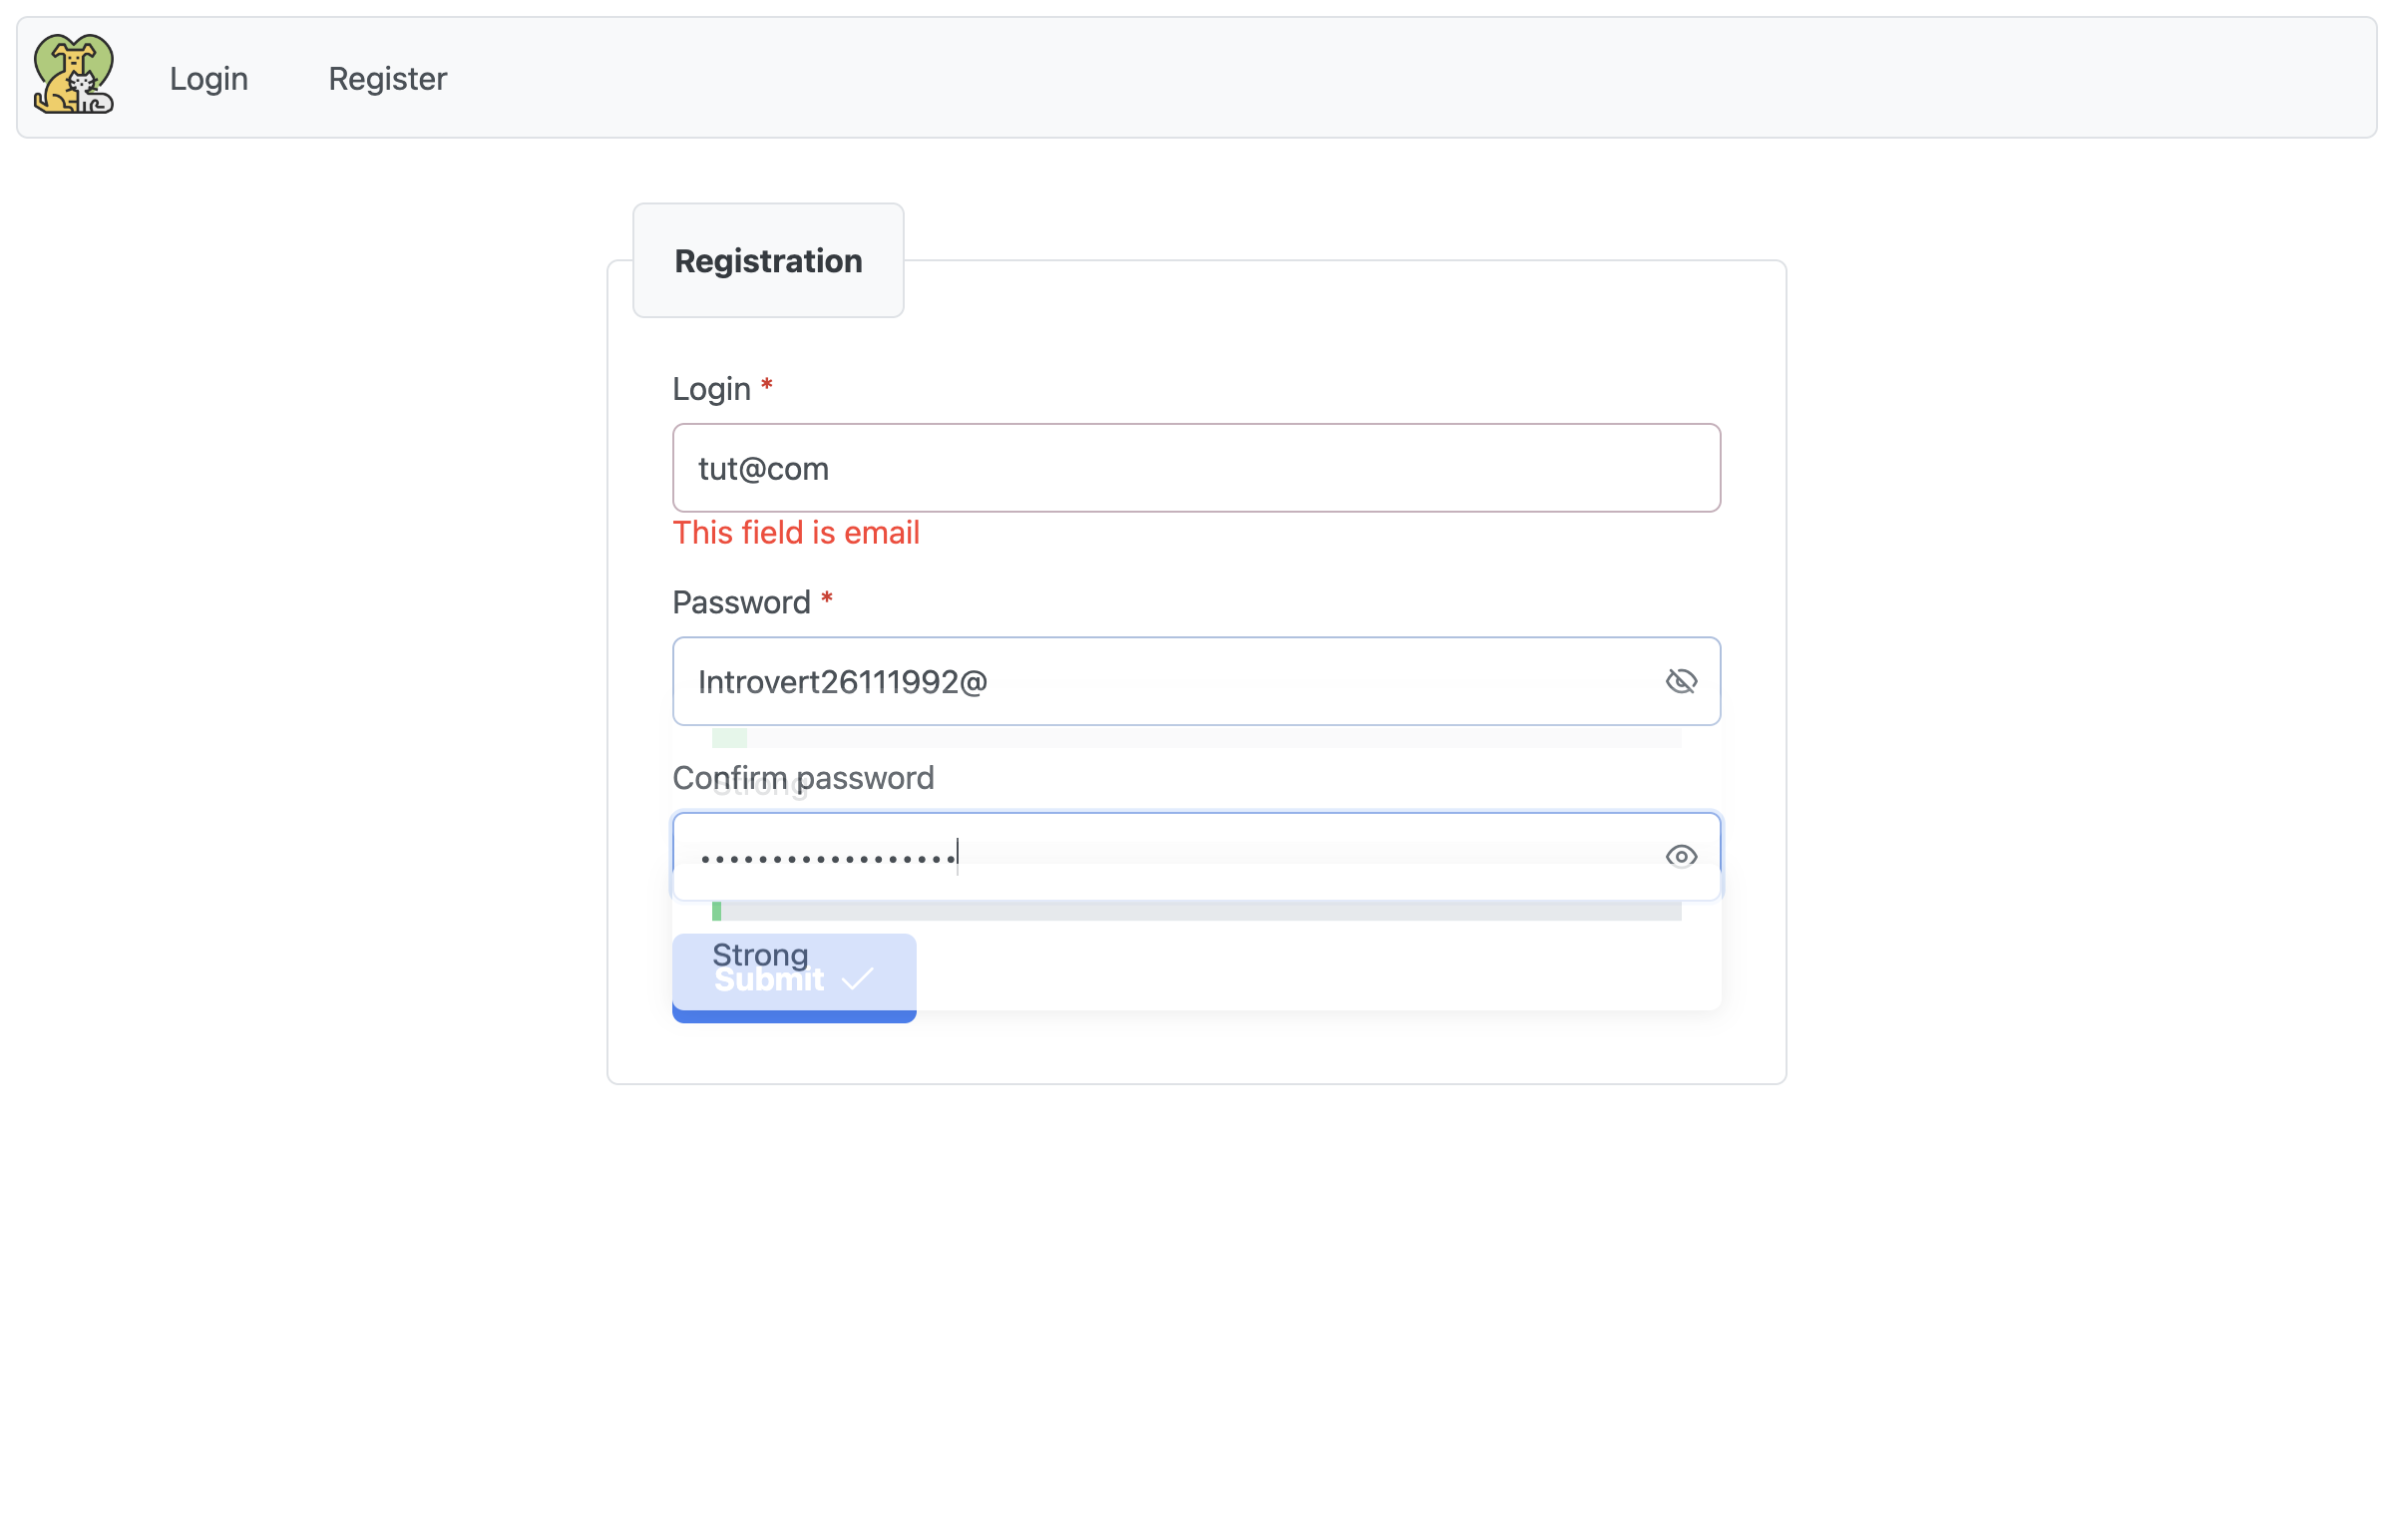 Login Register
Registration
Login *
tut@com
This field is email
Password *
Introvert26111992@
Strong
Confirm password
••••••••••••••••••
Strong
Submit